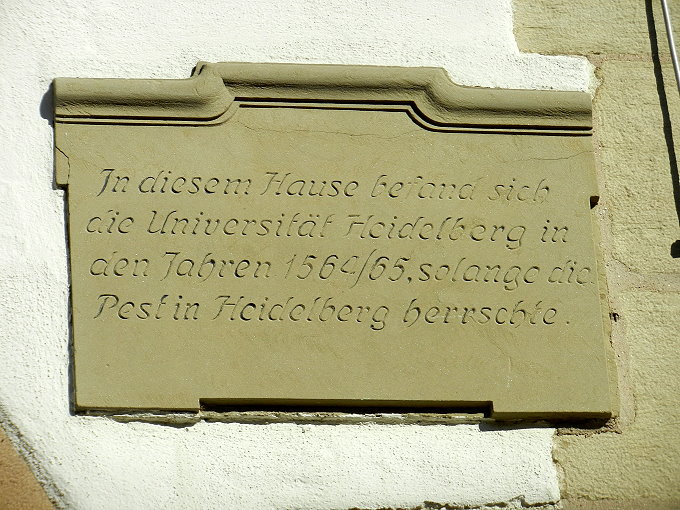 In diesem Hause befand sich
die Universität Heidelberg in
den Jahren 1564/65, solange die
Pest in Heidelberg herrschte.